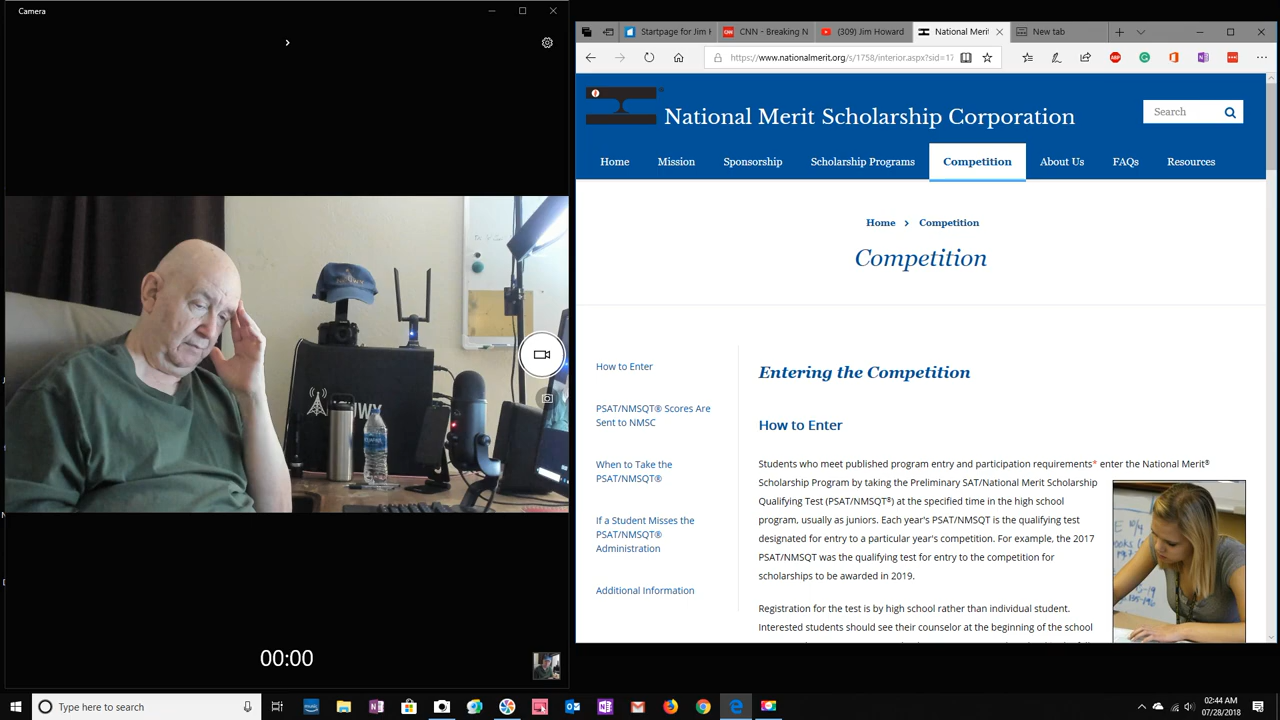 Camera
WX
00:00
Startpage for Jim H
CNN - Breaking N
(309) Jim Howard
National Merit
New tab
https://www.nationalmerit.org/s/1758/interior.aspx?sid=17
National Merit Scholarship Corporation
Search
Home
Mission
Sponsorship
Scholarship Programs
Competition
About Us
FAQs
Resources
Home > Competition
Competition
How to Enter
PSAT/NMSQT® Scores Are
Sent to NMSC
When to Take the
PSAT/NMSQT®
If a Student Misses the
PSAT/NMSQT®
Administration
Additional Information
Entering the Competition
How to Enter
Students who meet published program entry and participation requirements* enter the National Merit®
Scholarship Program by taking the Preliminary SAT/National Merit Scholarship
Qualifying Test (PSAT/NMSQT®) at the specified time in the high school
program, usually as juniors. Each year's PSAT/NMSQT is the qualifying test
designated for entry to a particular year's competition. For example, the 2017
PSAT/NMSQT was the qualifying test for entry to the competition for
scholarships to be awarded in 2019.
Registration for the test is by high school rather than individual student.
Interested students should see their counselor at the beginning of the school
Type here to search
02:44 AM
07/28/2018